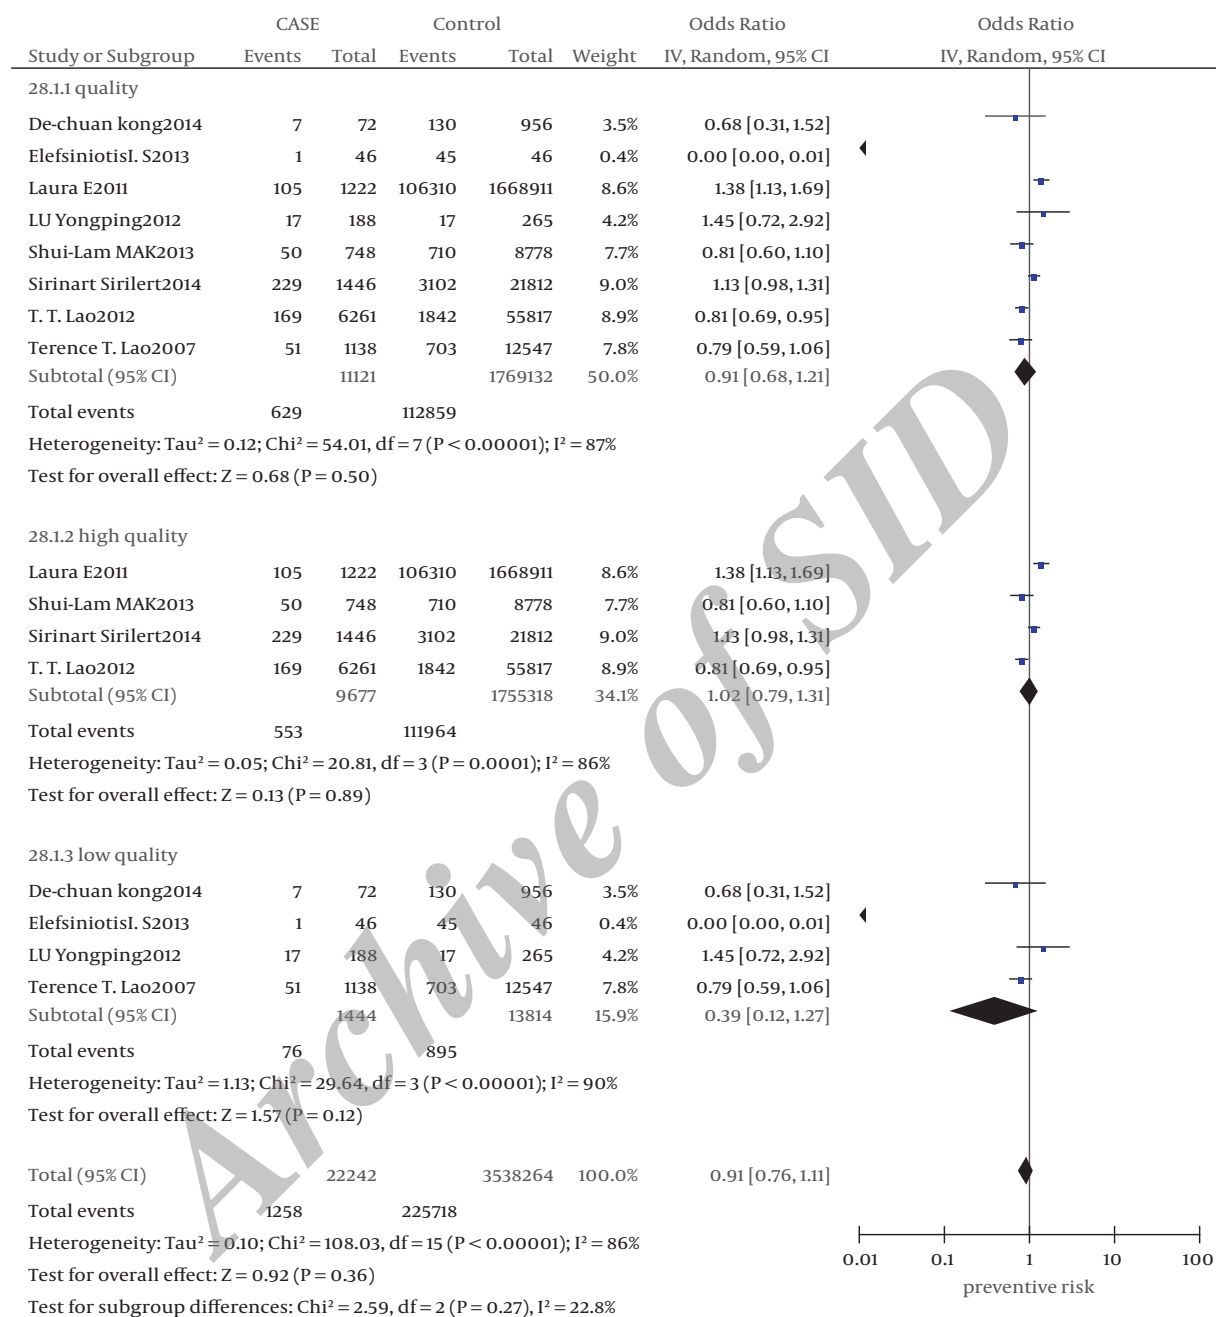 CASE Control Odds Ratio Odds Ratio
Study or Subgroup Events Total Events Total Weight IV, Random, 95% CI IV, Random, 95% CI
28.1.1 quality
De-chuan kong2014 7 72 130 956 3.5% 0.68 [0.31, 1.52]
ElefsiniotisI. S2013 1 46 45 46 0.4% 0.00 [0.00, 0.01]
Laura E2011 105 1222 106310 1668911 8.6% 1.38 [1.13, 1.69]
LU Yongping2012 17 188 17 265 4.2% 1.45 [0.72, 2.92]
Shui-Lam MAK2013 50 748 710 8778 7.7% 0.81 [0.60, 1.10]
Sirinart Sirilert2014 229 1446 3102 21812 9.0% 1.13 [0.98, 1.31]
T. T. Lao2012 169 6261 1842 55817 8.9% 0.81 [0.69, 0.95]
Terence T. Lao2007 51 1138 703 12547 7.8% 0.79 [0.59, 1.06]
Subtotal (95% CI) 11121 1769132 50.0% 0.91 [0.68, 1.21]
Total events 629 112859
Heterogeneity: Tau² = 0.12; Chi² = 54.01, df = 7 (P < 0.00001); I² = 87%
Test for overall effect: Z = 0.68 (P = 0.50)
28.1.2 high quality
Laura E2011 105 1222 106310 1668911 8.6% 1.38 [1.13, 1.69]
Shui-Lam MAK2013 50 748 710 8778 7.7% 0.81 [0.60, 1.10]
Sirinart Sirilert2014 229 1446 3102 21812 9.0% 1.13 [0.98, 1.31]
T. T. Lao2012 169 6261 1842 55817 8.9% 0.81 [0.69, 0.95]
Subtotal (95% CI) 9677 1755318 34.1% 1.02 [0.79, 1.31]
Total events 553 111964
Heterogeneity: Tau² = 0.05; Chi² = 20.81, df = 3 (P = 0.0001); I² = 86%
Test for overall effect: Z = 0.13 (P = 0.89)
28.1.3 low quality
De-chuan kong2014 7 72 130 956 3.5% 0.68 [0.31, 1.52]
ElefsiniotisI. S2013 1 46 45 46 0.4% 0.00 [0.00, 0.01]
LU Yongping2012 17 188 17 265 4.2% 1.45 [0.72, 2.92]
Terence T. Lao2007 51 1138 703 12547 7.8% 0.79 [0.59, 1.06]
Subtotal (95% CI) 1444 13814 15.9% 0.39 [0.12, 1.27]
Total events 76 895
Heterogeneity: Tau² = 1.13; Chi² = 29.64, df = 3 (P < 0.00001); I² = 90%
Test for overall effect: Z = 1.57 (P = 0.12)
Total (95% CI) 22242 3538264 100.0% 0.91 [0.76, 1.11]
Total events 1258 225718
Heterogeneity: Tau² = 0.10; Chi² = 108.03, df = 15 (P < 0.00001); I² = 86%
Test for overall effect: Z = 0.92 (P = 0.36)
Test for subgroup differences: Chi² = 2.59, df = 2 (P = 0.27), I² = 22.8%
0.01 0.1 1 10 100
preventive risk
Archive of SID